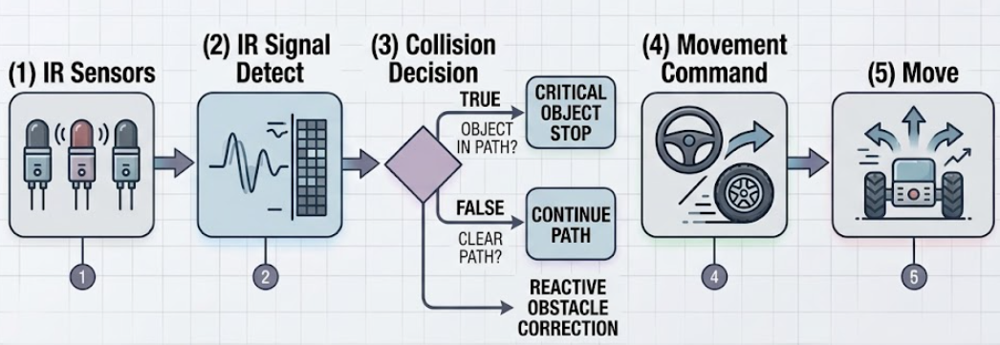 (1) IR Sensors
(2) IR Signal
Detect
(3) Collision
Decision
(4) Movement
Command
(5) Move
TRUE
OBJECT
IN PATH?
CRITICAL
OBJECT
STOP
FALSE
CLEAR
PATH?
CONTINUE
PATH
REACTIVE
OBSTACLE
CORRECTION
1
2
4
5